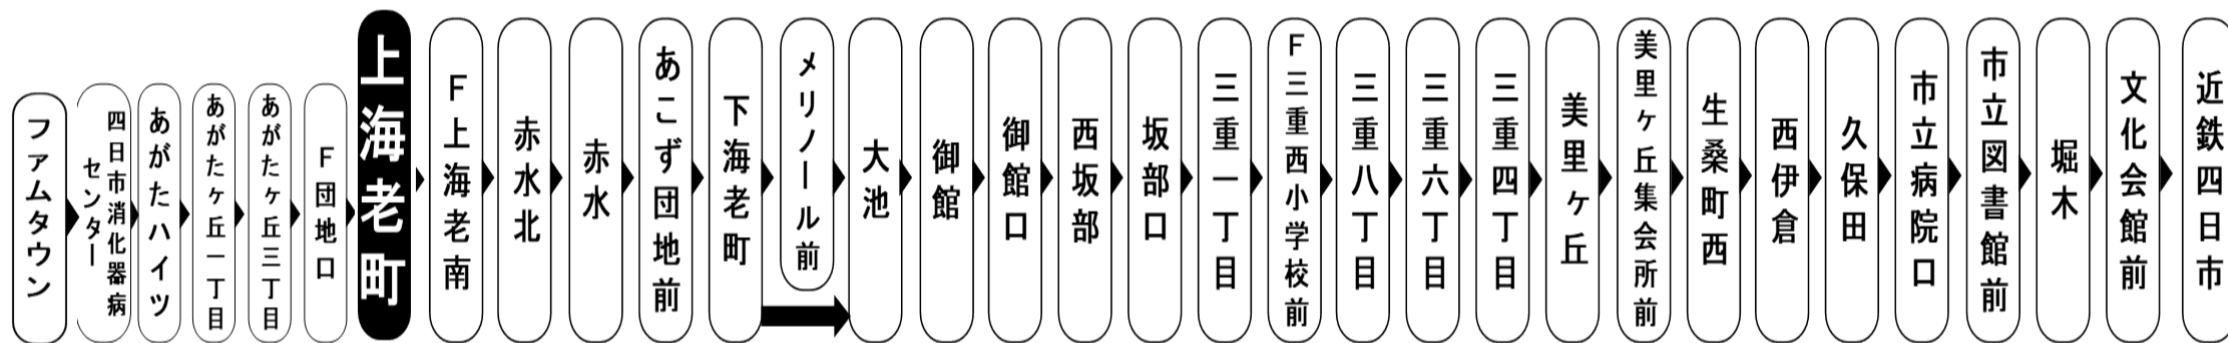 ファムタウン
四日市消化器病
センター
あがたハイツ
あがたヶ丘一丁目
あがたヶ丘三丁目
F団地口
上海老町
F上海老南
赤水北
赤水
あこず団地前
下海老町
メリノール前
大池
御館
御館口
西坂部
坂部口
三重一丁目
F三重西小学校前
三重八丁目
三重六丁目
三重四丁目
美里ヶ丘
美里ヶ丘集会所前
生桑町西
西伊倉
久保田
市立病院口
市立図書館前
堀木
文化会館前
近鉄四日市